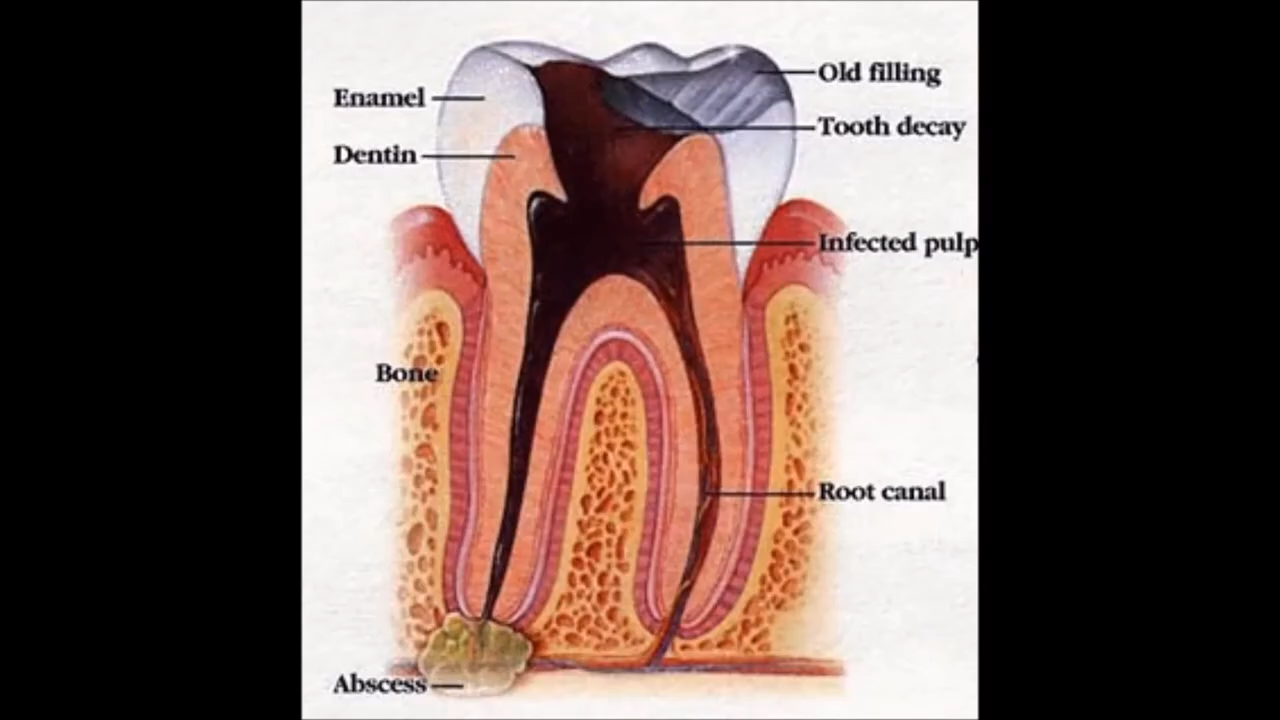 Old filling
Enamel
Tooth decay
Dentin
Infected pulp
Bone
Root canal
Abscess